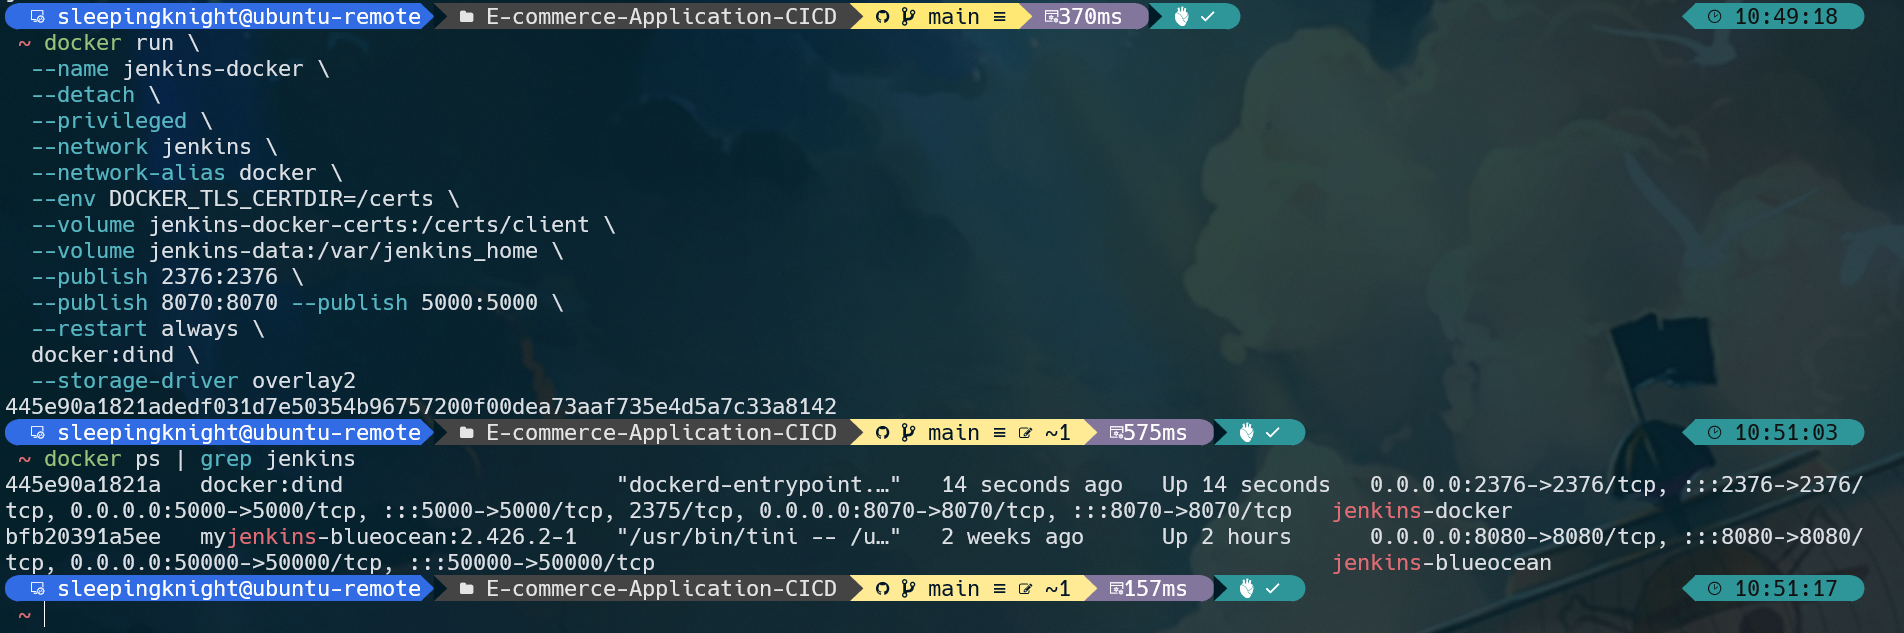 sleepingknight@ubuntu-remote E-commerce-Application-CICD main ≡ 370ms ✓ 10:49:18
~ docker run \
--name jenkins-docker \
--detach \
--privileged \
--network jenkins \
--network-alias docker \
--env DOCKER_TLS_CERTDIR=/certs \
--volume jenkins-docker-certs:/certs/client \
--volume jenkins-data:/var/jenkins_home \
--publish 2376:2376 \
--publish 8070:8070 --publish 5000:5000 \
--restart always \
docker:dind \
--storage-driver overlay2
445e90a1821adedf031d7e50354b96757200f00dea73aaf735e4d5a7c33a8142
sleepingknight@ubuntu-remote E-commerce-Application-CICD main ≡ ~1 575ms ✓ 10:51:03
~ docker ps | grep jenkins
445e90a1821a docker:dind "dockerd-entrypoint.…" 14 seconds ago Up 14 seconds 0.0.0.0:2376->2376/tcp, :::2376->2376/
tcp, 0.0.0.0:5000->5000/tcp, :::5000->5000/tcp, 2375/tcp, 0.0.0.0:8070->8070/tcp, :::8070->8070/tcp jenkins-docker
bfb20391a5ee myjenkins-blueocean:2.426.2-1 "/usr/bin/tini -- /u…" 2 weeks ago Up 2 hours 0.0.0.0:8080->8080/tcp, :::8080->8080/
tcp, 0.0.0.0:50000->50000/tcp, :::50000->50000/tcp jenkins-blueocean
sleepingknight@ubuntu-remote E-commerce-Application-CICD main ≡ ~1 157ms ✓ 10:51:17
~